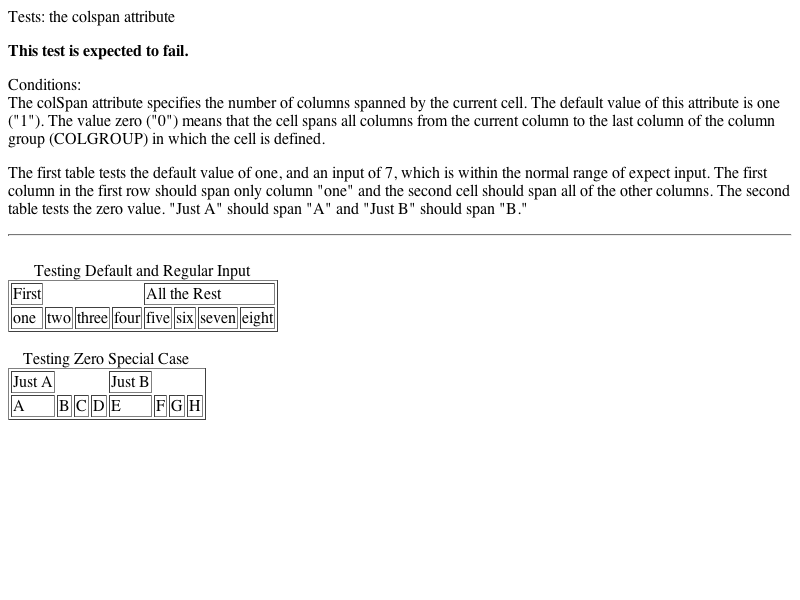 Tests: the colspan attribute
This test is expected to fail.
Conditions:
The colSpan attribute specifies the number of columns spanned by the current cell. The default value of this attribute is one
("1"). The value zero ("0") means that the cell spans all columns from the current column to the last column of the column
group (COLGROUP) in which the cell is defined.
The first table tests the default value of one, and an input of 7, which is within the normal range of expect input. The first
column in the first row should span only column "one" and the second cell should span all of the other columns. The second
table tests the zero value. "Just A" should span "A" and "Just B" should span "B."
Testing Default and Regular Input
First All the Rest
one two three four five six seven eight
Testing Zero Special Case
Just A Just B
A B C D E F G H